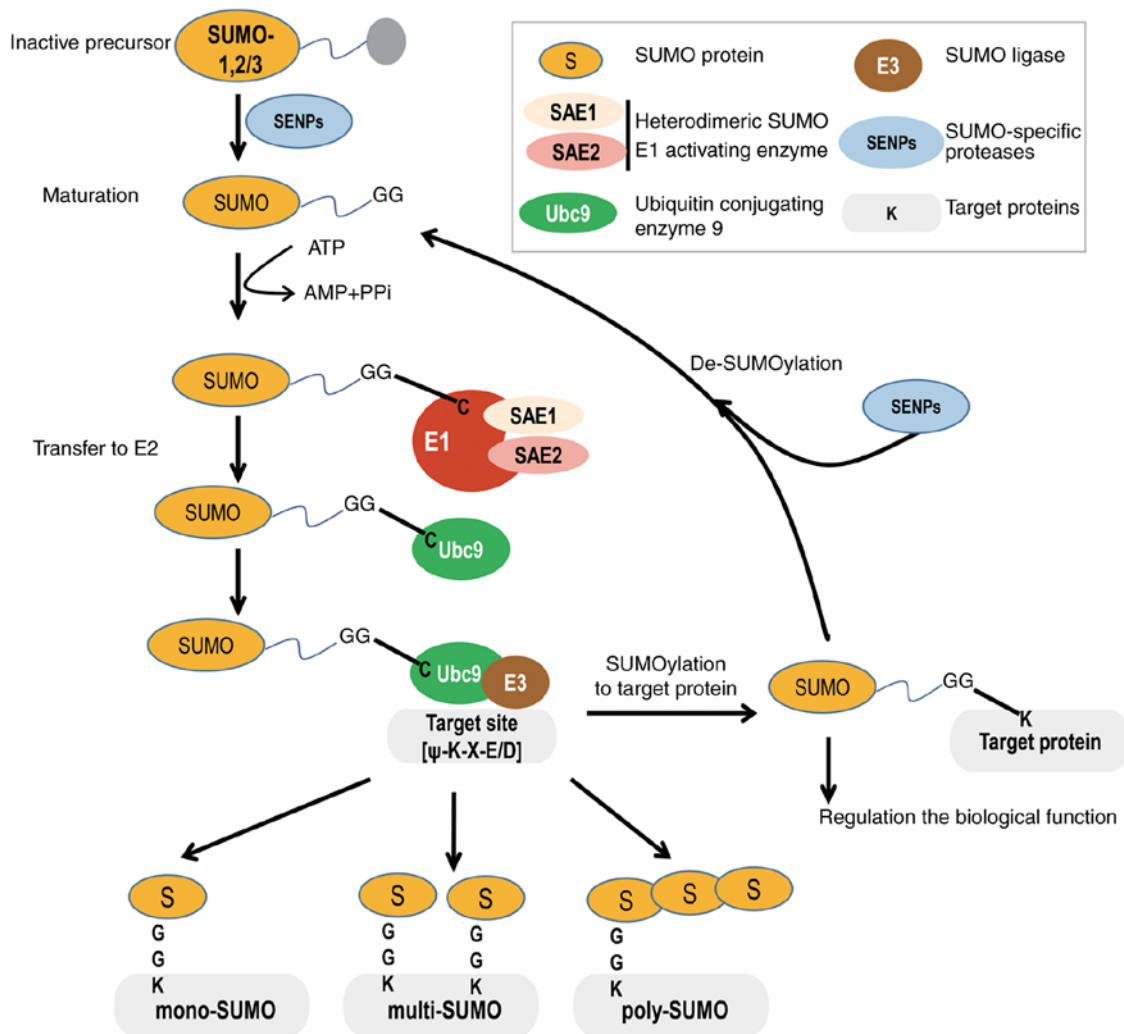 Inactive precursor
SUMO-
1,2/3
SENPs
Maturation
SUMO
GG
ATP
AMP+PPi
S
SUMO protein
E3
SUMO ligase
SAE1
SAE2
Heterodimeric SUMO
E1 activating enzyme
SENPs
SUMO-specific
proteases
Ubc9
Ubiquitin conjugating
enzyme 9
K
Target proteins
SUMO
GG
C
E1
SAE1
SAE2
Transfer to E2
SUMO
GG
C
Ubc9
De-SUMOylation
SENPs
SUMO
GG
C
Ubc9
E3
Target site
[ψ-K-X-E/D]
SUMOylation
to target protein
SUMO
GG
K
Target protein
Regulation the biological function
S
G
G
K
mono-SUMO
S
S
G
G
G
G
K
K
multi-SUMO
S
S
S
G
G
K
poly-SUMO